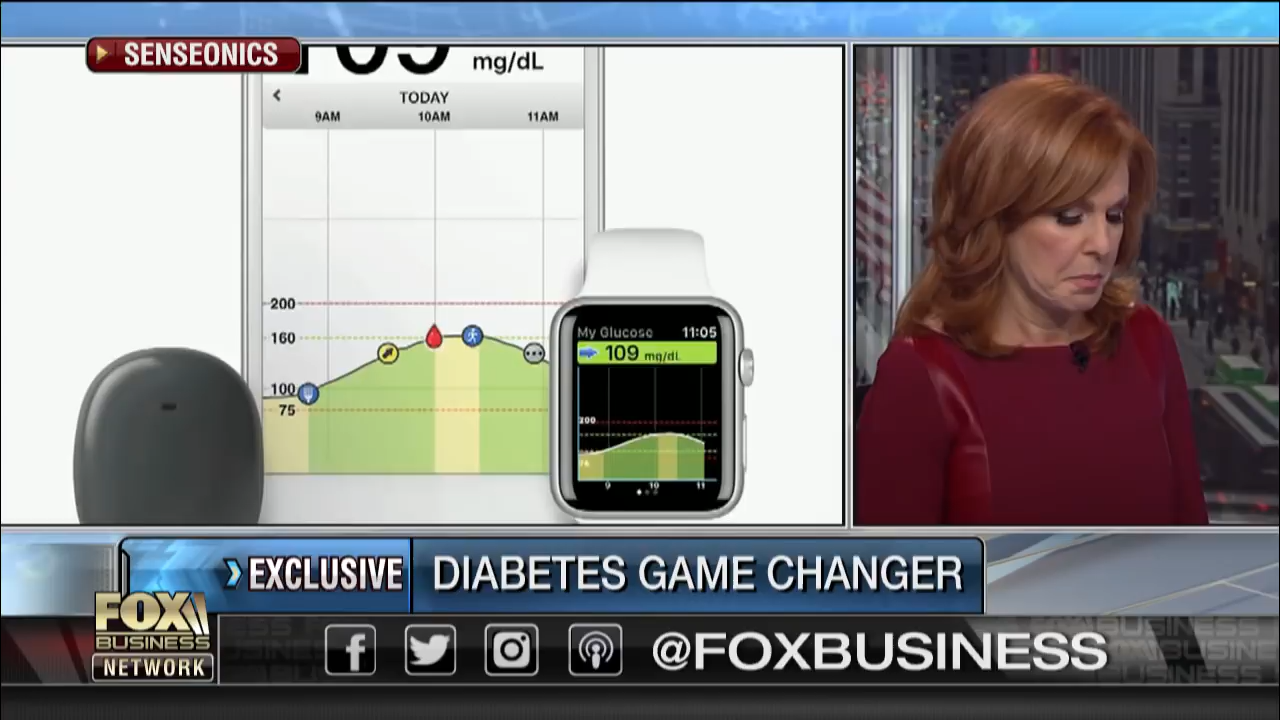 SENSEONICS
mg/dL
TODAY
9AM 10AM 11AM
200
160
100
75
My Glucose 11:05
109 mg/dL
200
9 10 11
EXCLUSIVE
DIABETES GAME CHANGER
FOX
BUSINESS
NETWORK
@FOXBUSINESS